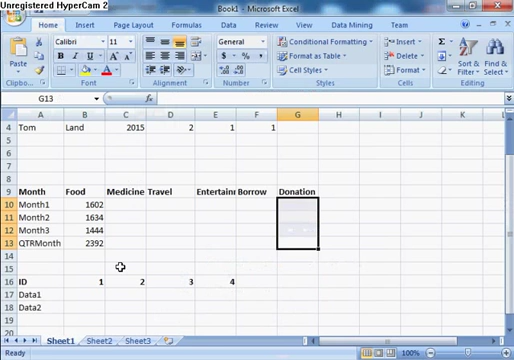 Unregistered HyperCam 2
Book1 - Microsoft Excel
Home Insert Page Layout Formulas Data Review View Data Mining Team
Calibri 11 General Conditional Formatting Insert
Format as Table Delete
Paste Cell Styles Format Sort & Filter Find & Select
Clipboard Font Alignment Number Styles Cells Editing
G13
A B C D E F G H I J K L
4 Tom Land 2015 2 1 1
5
6
7
8
9 Month Food Medicine Travel Entertainr Borrow Donation
10 Month1 1602
11 Month2 1634
12 Month3 1444
13 QTRMonth 2392
14
15
16 ID 1 2 3 4
17 Data1
18 Data2
19
20
Sheet1 Sheet2 Sheet3
Ready 100%